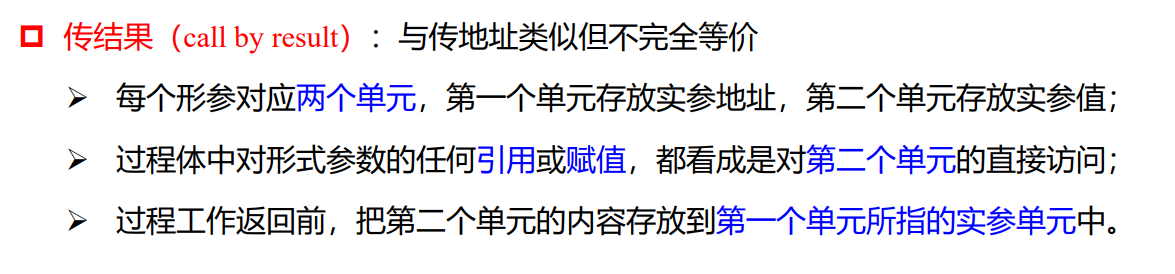 传结果（call by result）：与传地址类似但不完全等价
每个形参对应两个单元，第一个单元存放实参地址，第二个单元存放实参值；
过程体中对形式参数的任何引用或赋值，都看成是对第二个单元的直接访问；
过程工作返回前，把第二个单元的内容存放到第一个单元所指的实参单元中。